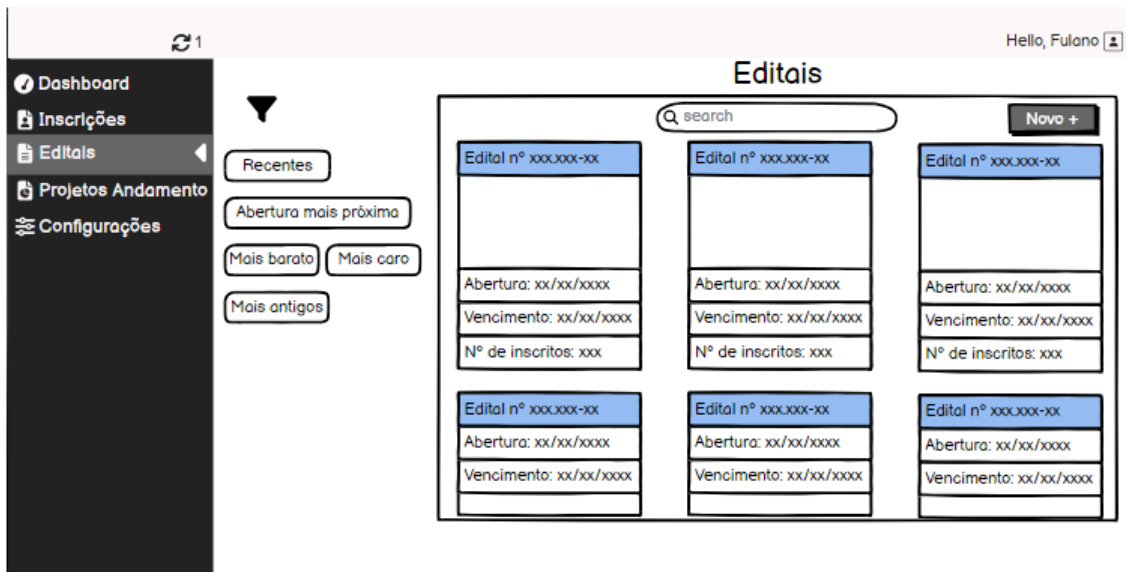 1
Hello, Fulano
Dashboard
Inscrições
Editais
Projetos Andamento
Configurações
Recentes
Abertura mais próxima
Mais barato
Mais caro
Mais antigos
Editais
search
Novo +
Edital nº xxx.xxx-xx
Abertura: xx/xx/xxxx
Vencimento: xx/xx/xxxx
Nº de inscritos: xxx
Edital nº xxx.xxx-xx
Abertura: xx/xx/xxxx
Vencimento: xx/xx/xxxx
Nº de inscritos: xxx
Edital nº xxx.xxx-xx
Abertura: xx/xx/xxxx
Vencimento: xx/xx/xxxx
Nº de inscritos: xxx
Edital nº xxx.xxx-xx
Abertura: xx/xx/xxxx
Vencimento: xx/xx/xxxx
Edital nº xxx.xxx-xx
Abertura: xx/xx/xxxx
Vencimento: xx/xx/xxxx
Edital nº xxx.xxx-xx
Abertura: xx/xx/xxxx
Vencimento: xx/xx/xxxx